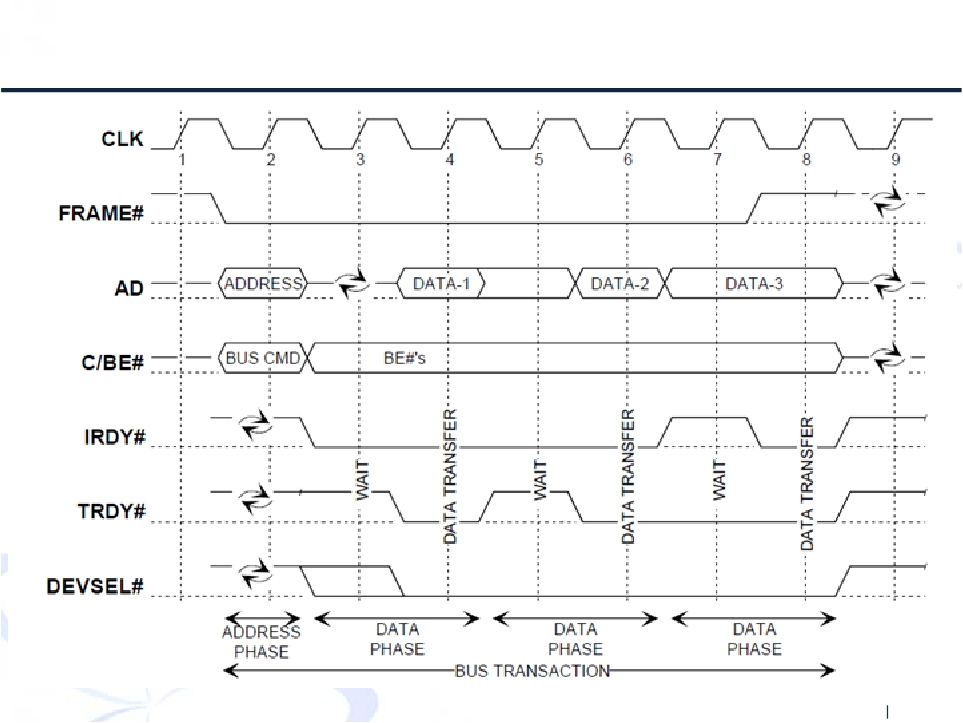 CLK
1 2 3 4 5 6 7 8 9
FRAME#
AD ADDRESS DATA-1 DATA-2 DATA-3
C/BE# BUS CMD BE#'s
IRDY#
WAIT DATA TRANSFER WAIT DATA TRANSFER WAIT DATA TRANSFER
TRDY#
DEVSEL#
ADDRESS DATA DATA DATA
PHASE PHASE PHASE PHASE
BUS TRANSACTION